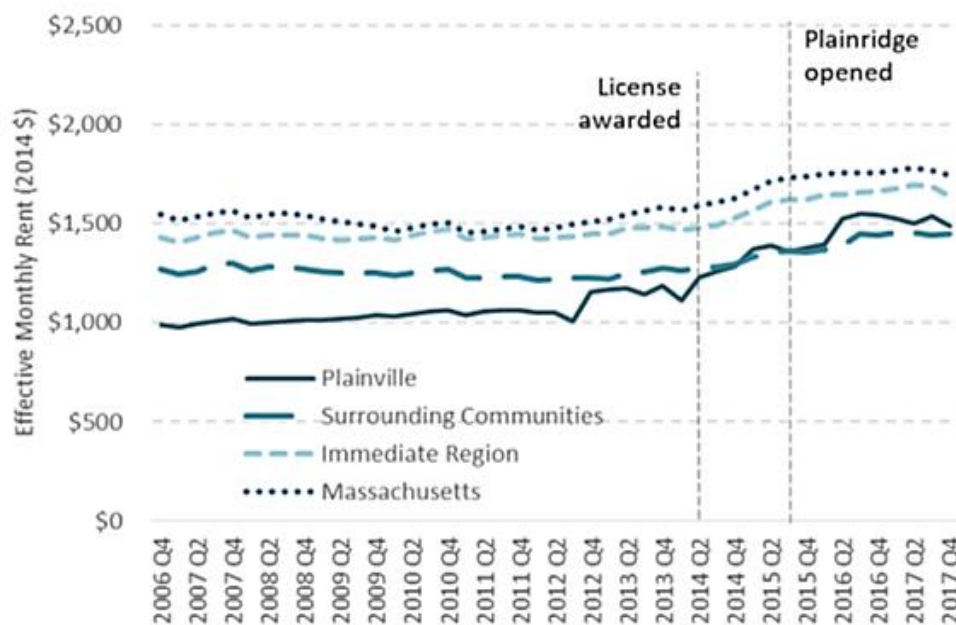 $2,500
$2,000
$1,500
$1,000
$500
$0
Effective Monthly Rent (2014 $)
License
awarded
Plainridge
opened
Plainville
Surrounding Communities
Immediate Region
Massachusetts
2006 Q4
2007 Q2
2007 Q4
2008 Q2
2008 Q4
2009 Q2
2009 Q4
2010 Q2
2010 Q4
2011 Q2
2011 Q4
2012 Q2
2012 Q4
2013 Q2
2013 Q4
2014 Q2
2014 Q4
2015 Q2
2015 Q4
2016 Q2
2016 Q4
2017 Q2
2017 Q4